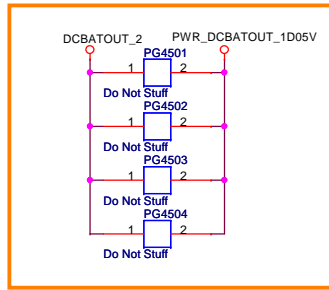 DCBATOUT_2 PWR_DCBATOUT_1D05V
PG4501
1 2
Do Not Stuff
PG4502
1 2
Do Not Stuff
PG4503
1 2
Do Not Stuff
PG4504
1 2
Do Not Stuff